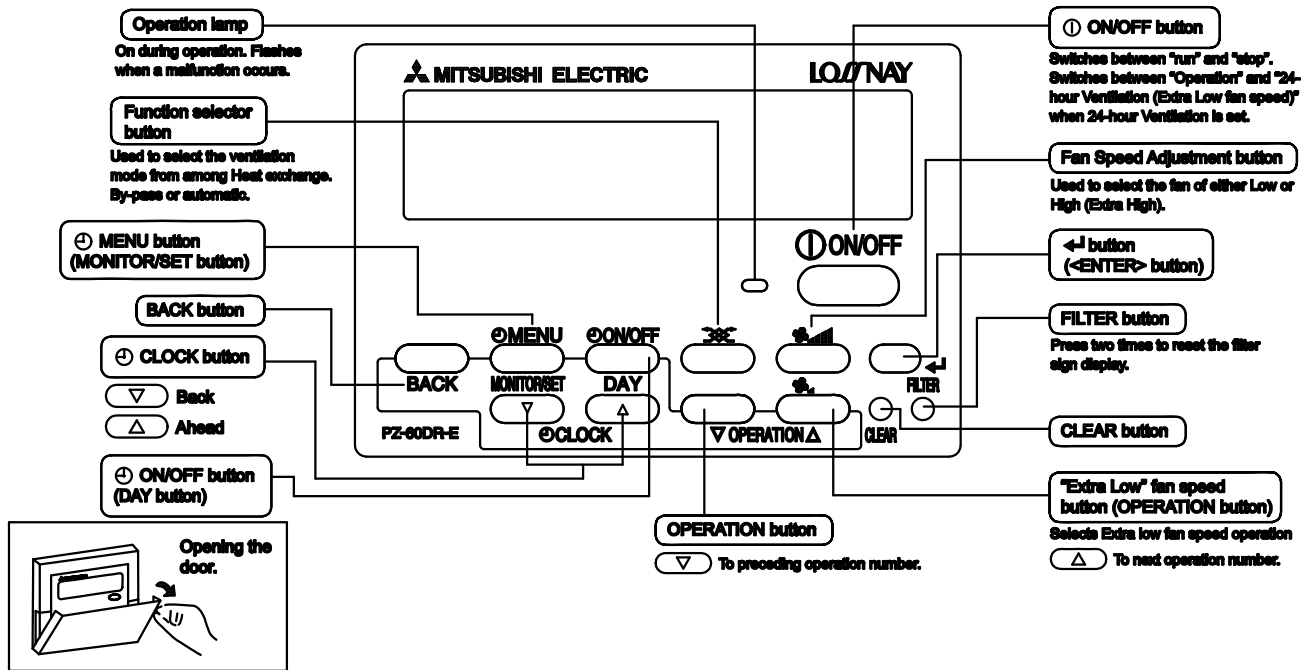 Operation lamp
On during operation. Flashes
when a malfunction occurs.
Function selector
button
Used to select the ventilation
mode from among Heat exchange.
By-pass or automatic.
MENU button
(MONITOR/SET button)
BACK button
CLOCK button
▽ Back
△ Ahead
ON/OFF button
(DAY button)
Opening the
door.
MITSUBISHI ELECTRIC
LOSSNAY
ON/OFF
MENU
ON/OFF
BACK
MONITOR/SET
DAY
FILTER
▽
△
PZ-60DR-E
CLOCK
▽ OPERATION △
CLEAR
OPERATION button
▽ To preceding operation number.
ON/OFF button
Switches between "run" and "stop".
Switches between "Operation" and "24-
hour Ventilation (Extra Low fan speed)"
when 24-hour Ventilation is set.
Fan Speed Adjustment button
Used to select the fan of either Low or
High (Extra High).
button
(<ENTER> button)
FILTER button
Press two times to reset the filter
sign display.
CLEAR button
"Extra Low" fan speed
button (OPERATION button)
Selects Extra low fan speed operation
△ To next operation number.